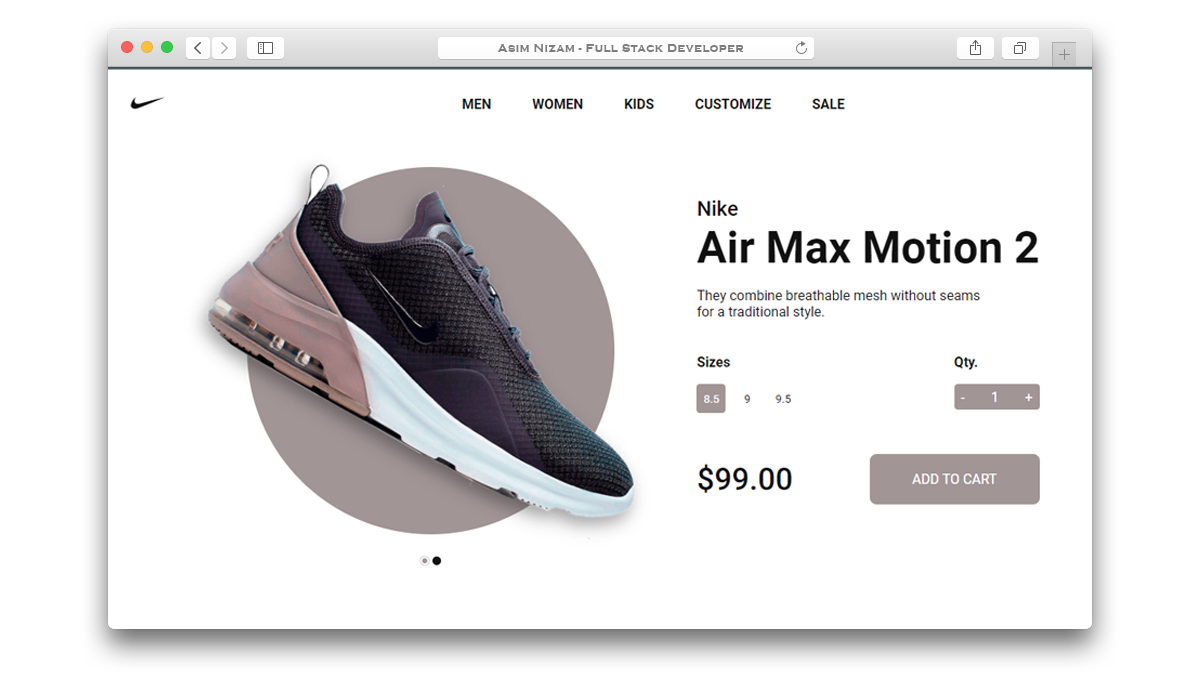 Asim Nizam - Full Stack Developer
MEN WOMEN KIDS CUSTOMIZE SALE
Nike
Air Max Motion 2
They combine breathable mesh without seams
for a traditional style.
Sizes Qty.
8.5 9 9.5 - 1 +
$99.00 ADD TO CART